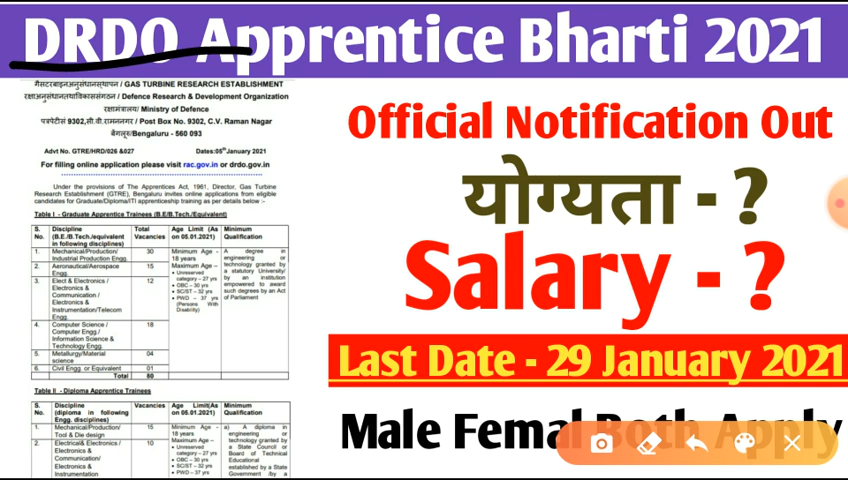 DRDO Apprentice Bharti 2021
गैसटरबाइनअनुसंधानसंस्थापन / GAS TURBINE RESEARCH ESTABLISHMENT
रक्षाअनुसंधानतथाविकाससंगठन / Defence Research & Development Organization
रक्षामंत्रालय/ Ministry of Defence
पत्रपेटीसं 9302,सी.वी.रामननगर / Post Box No. 9302, C.V. Raman Nagar
बेंगलूरु/Bengaluru - 560 093
Advt No. GTRE/HRD/026 &027 Dates:05th January 2021
For filling online application please visit rac.gov.in or drdo.gov.in
Under the provisions of The Apprentices Act, 1961, Director, Gas Turbine
Research Establishment (GTRE), Bengaluru invites online applications from eligible
candidates for Graduate/Diploma/ITI apprenticeship training as per details below :-
Table I - Graduate Apprentice Trainees (B.E/B.Tech./Equivalent)
S. No. Discipline (B.E./B.Tech./equivalent in following disciplines) Total Vacancies Age Limit (As on 05.01.2021) Minimum Qualification
1. Mechanical/Production/ Industrial Production Engg. 30 Minimum Age - 18 years A degree in engineering or technology granted by a statutory University/ by an institution empowered to award such degrees by an Act of Parliament
2. Aeronautical/Aerospace Engg. 15 Maximum Age –
• Unreserved category – 27 yrs
• OBC – 30 yrs
• SC/ST – 32 yrs
• PWD – 37 yrs (Persons With Disability)
3. Elect & Electronics / Electronics & Communication / Electronics & Instrumentation/Telecom Engg. 12
4. Computer Science / Computer Engg / Information Science & Technology Engg. 18
5. Metallurgy/Material science 04
6. Civil Engg. or Equivalent 01
Total 80
Table II - Diploma Apprentice Trainees
S. No. Discipline (diploma in following Engg. disciplines) Vacancies Age Limit(As on 05.01.2021) Minimum Qualification
1. Mechanical/Production/ Tool & Die design 15 Minimum Age - 18 years a) A diploma in engineering or technology granted by a State Council or Board of Technical Educational established by a State Government /by a
2. Electrical& Electronics / Electronics & Communication/ Electronics & Instrumentation 10 Maximum Age –
• Unreserved category – 27 yrs
• OBC – 30 yrs
• SC/ST – 32 yrs
• PWD – 37 yrs
Official Notification Out
योग्यता - ?
Salary - ?
Last Date - 29 January 2021
Male Femal Both Apply